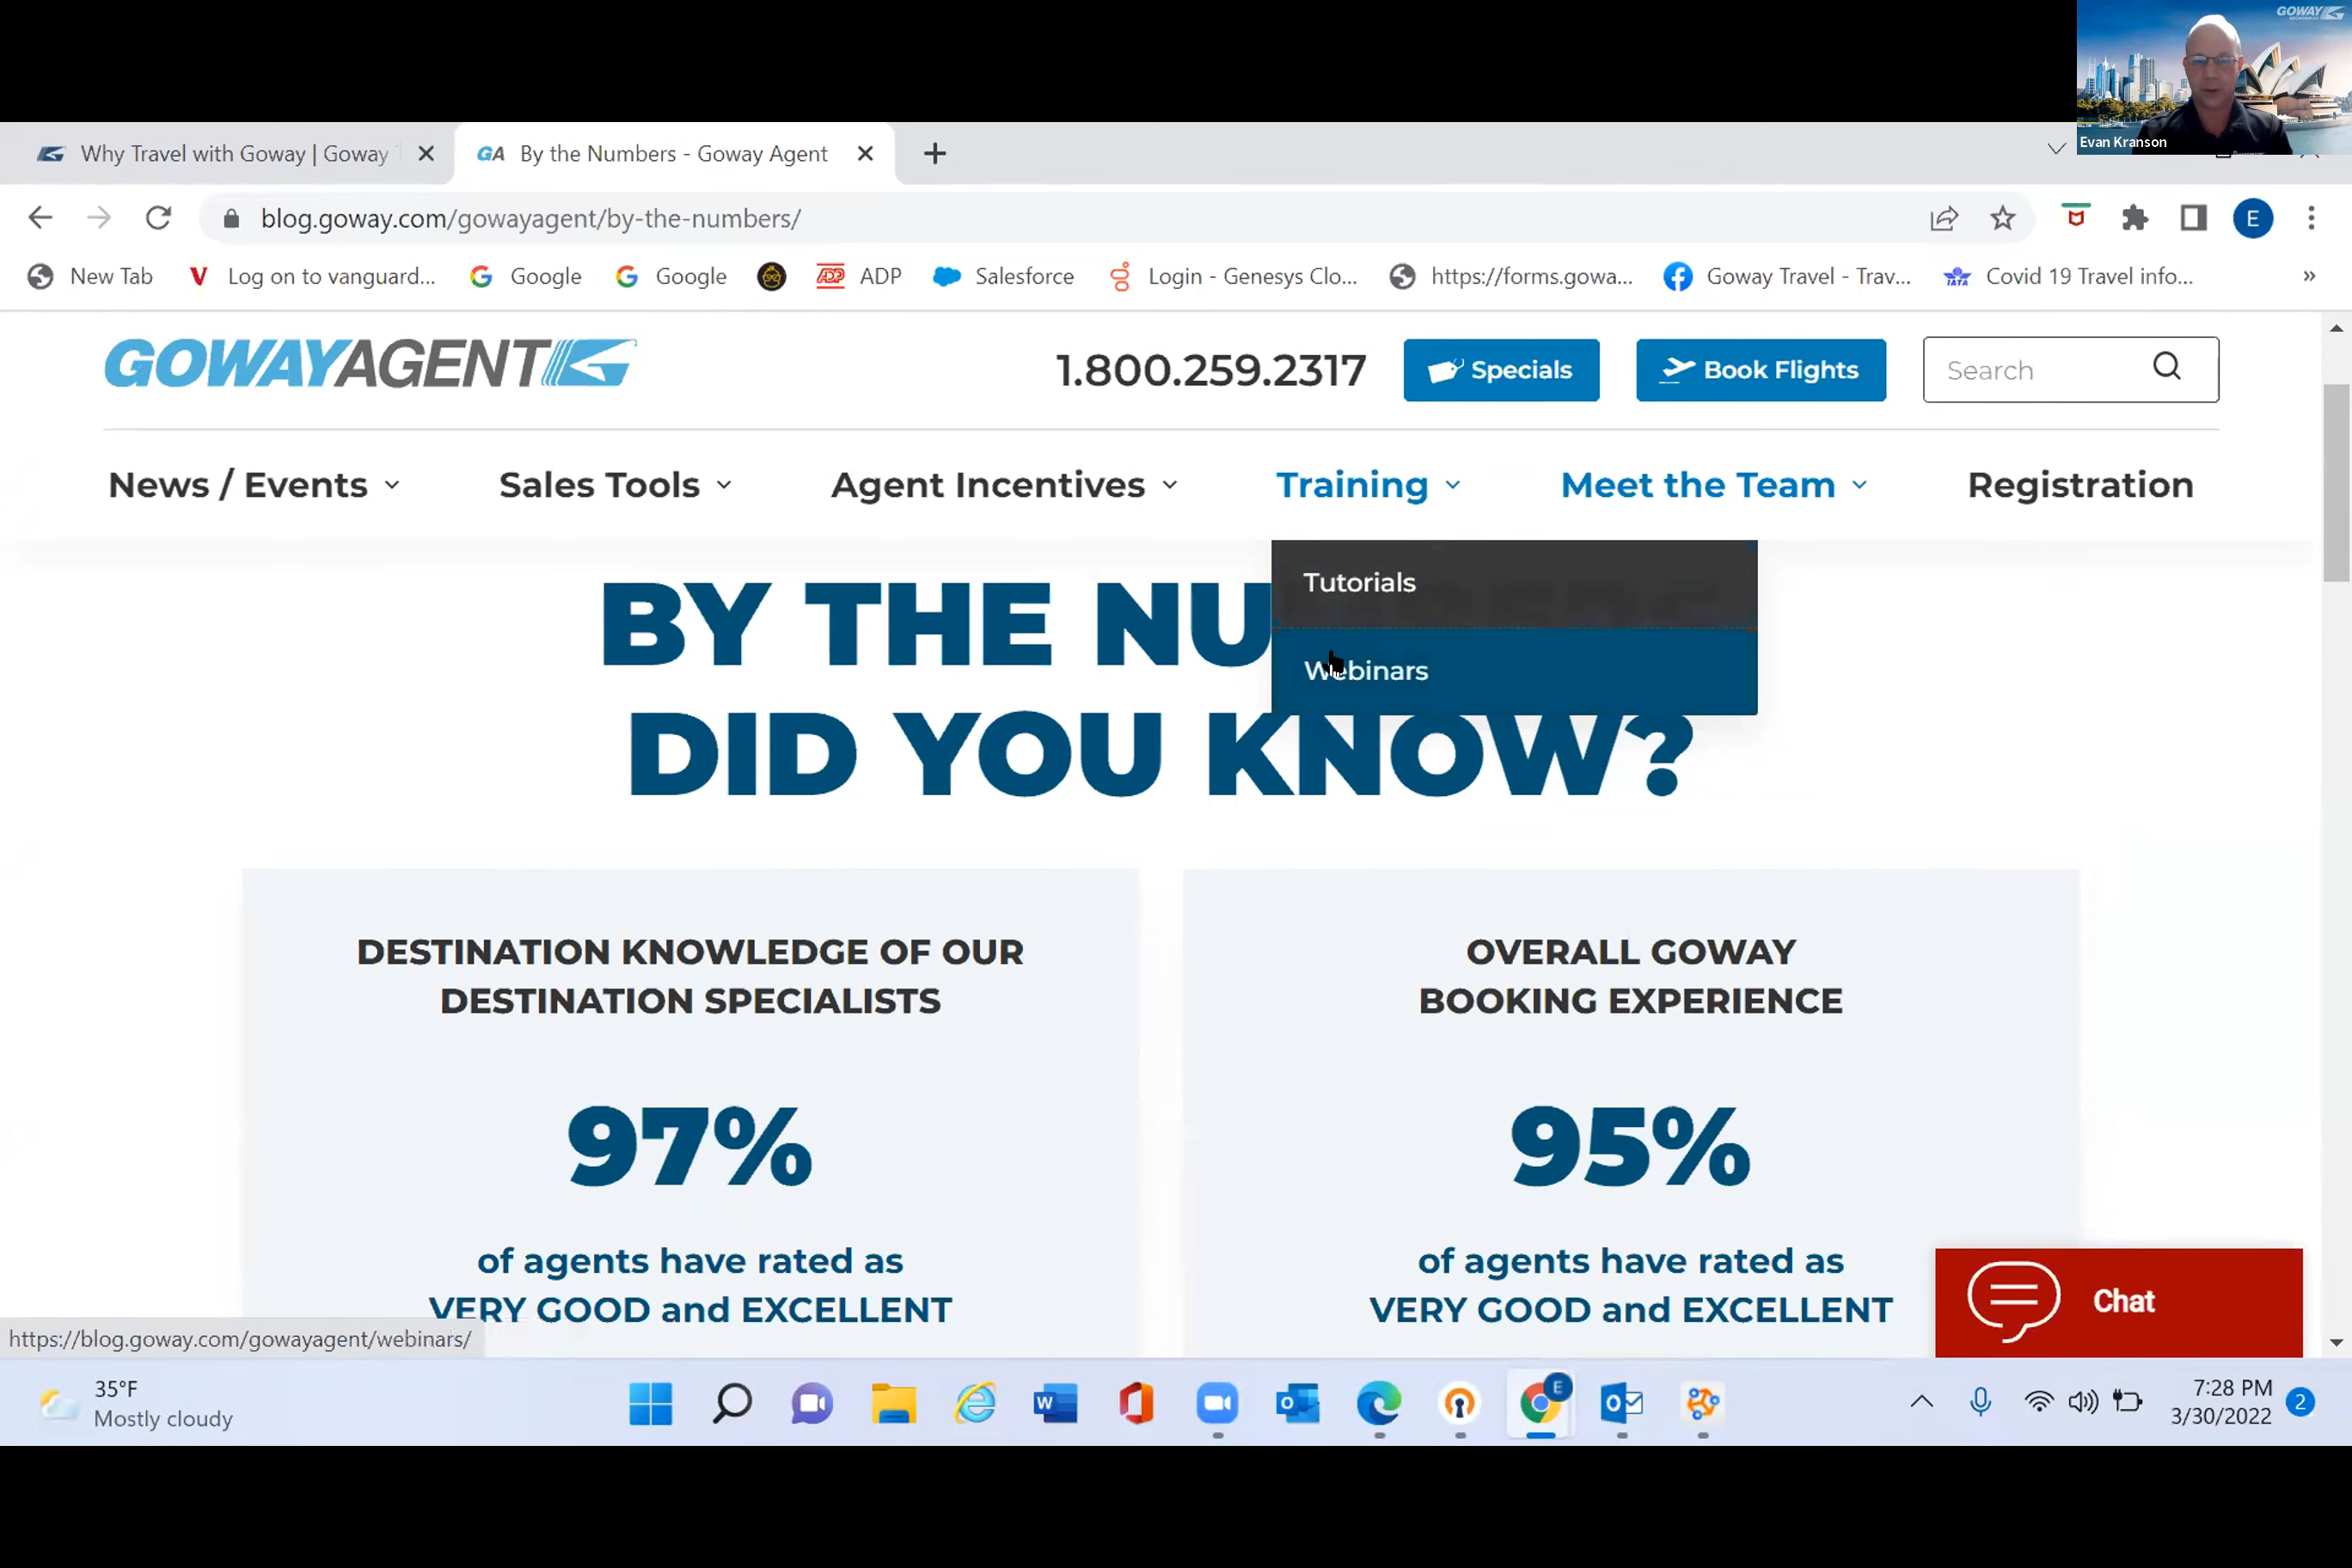 GOWAY
Evan Kranson
Why Travel with Goway | Goway
GA By the Numbers - Goway Agent
blog.goway.com/gowayagent/by-the-numbers/
E
New Tab
Log on to vanguard...
Google
Google
ADP
Salesforce
Login - Genesys Clo...
https://forms.gowa...
Goway Travel - Trav...
Covid 19 Travel info...
GOWAYAGENT
1.800.259.2317
Specials
Book Flights
Search
News / Events
Sales Tools
Agent Incentives
Training
Meet the Team
Registration
Tutorials
Webinars
BY THE NU
DID YOU KNOW?
DESTINATION KNOWLEDGE OF OUR
DESTINATION SPECIALISTS
97%
of agents have rated as
VERY GOOD and EXCELLENT
OVERALL GOWAY
BOOKING EXPERIENCE
95%
of agents have rated as
VERY GOOD and EXCELLENT
Chat
https://blog.goway.com/gowayagent/webinars/
35°F
Mostly cloudy
7:28 PM
3/30/2022
2